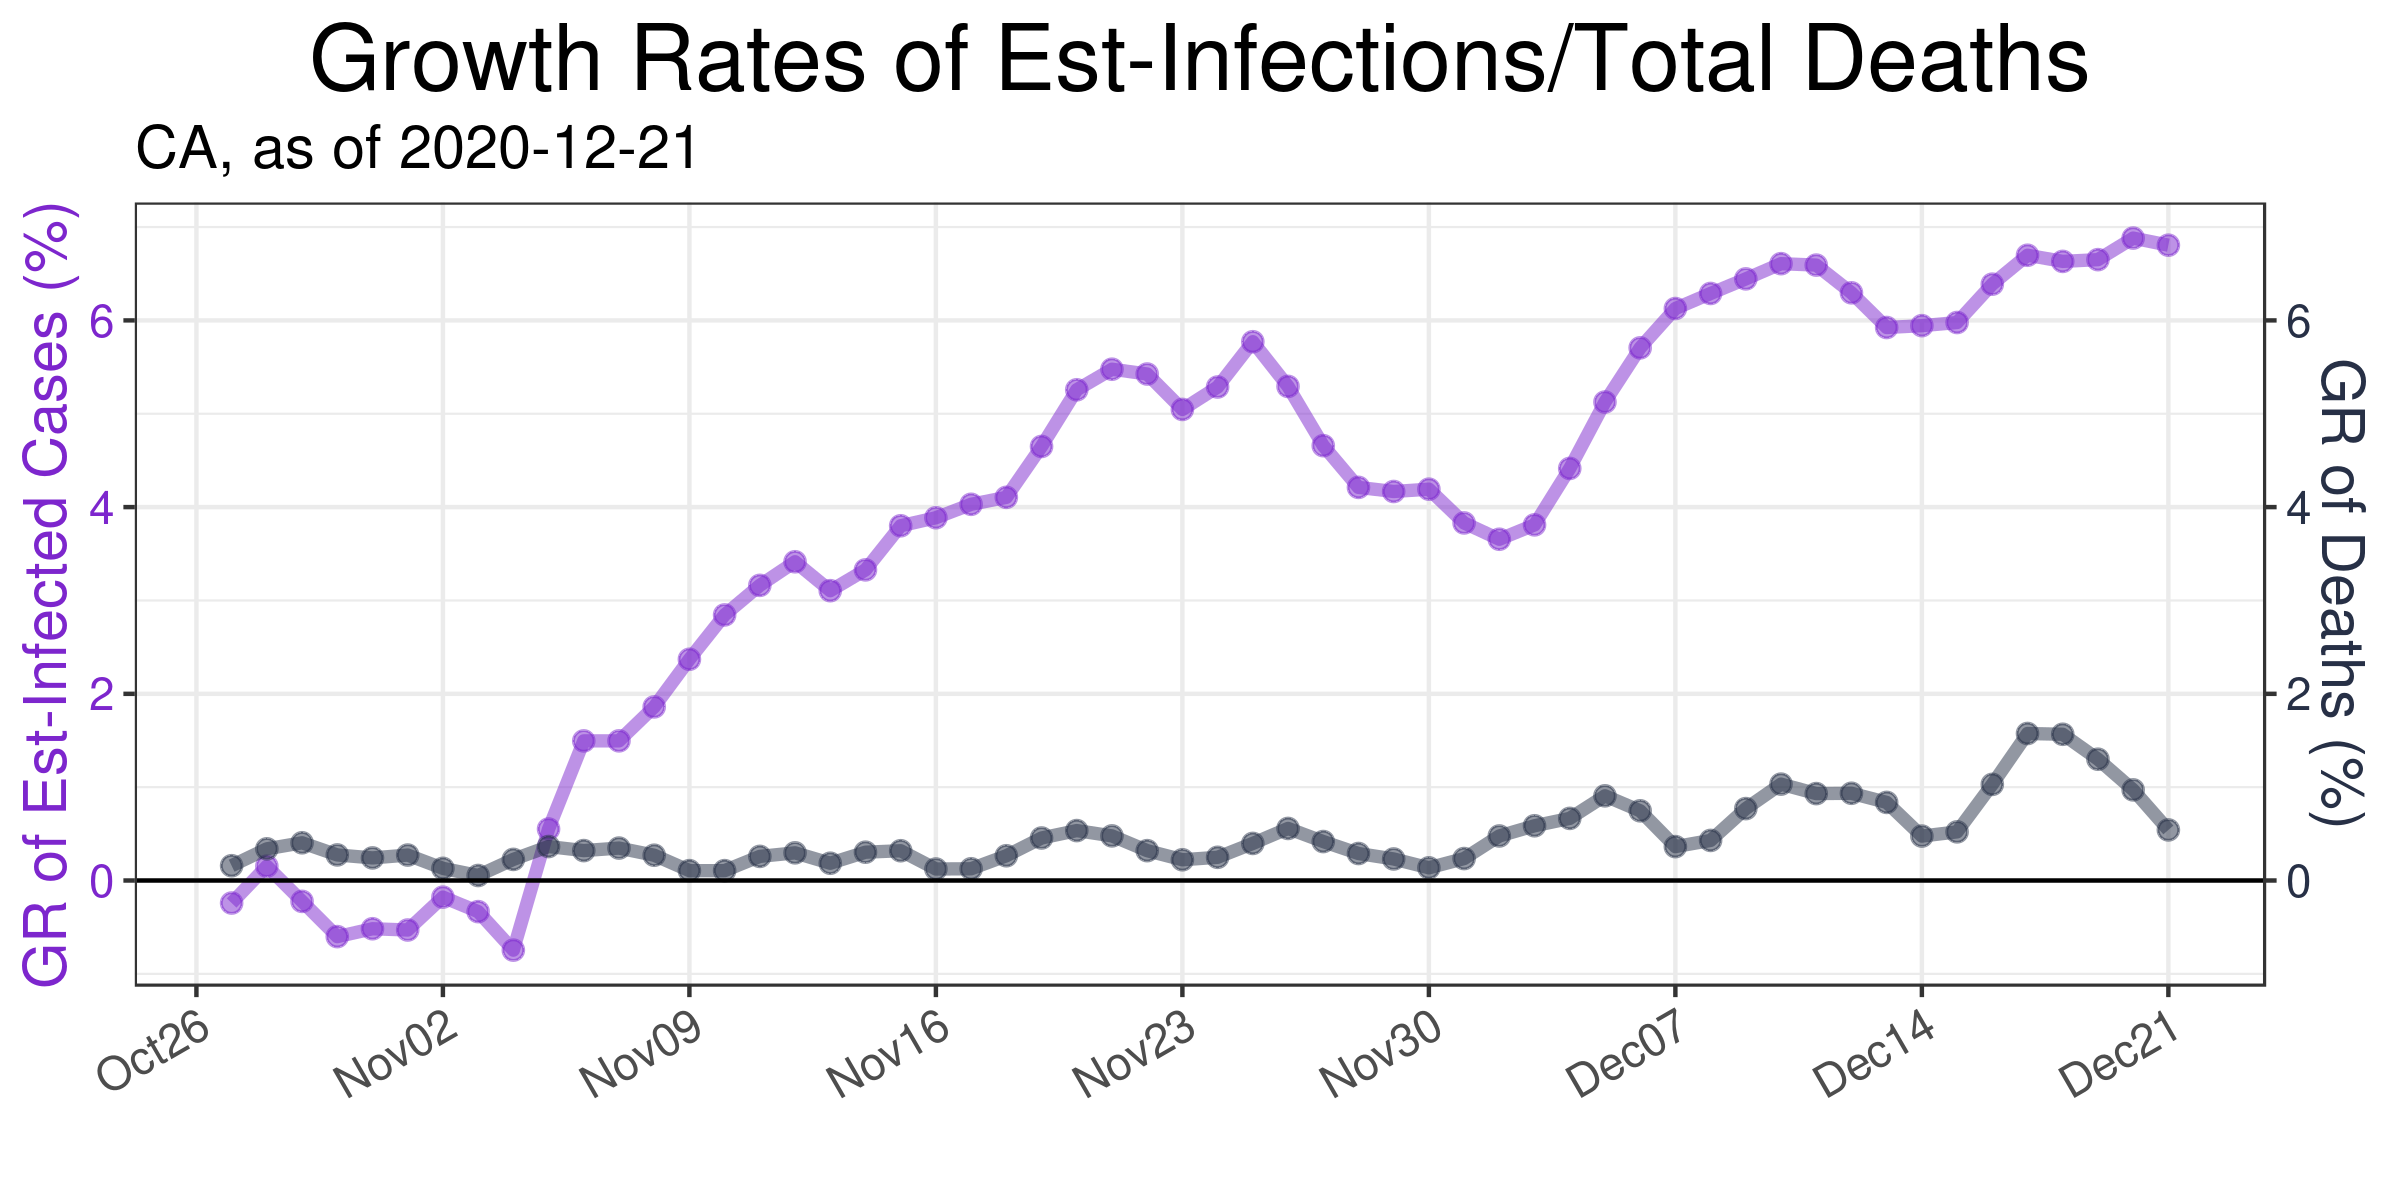 Growth Rates of Est-Infections/Total Deaths
CA, as of 2020-12-21
GR of Est-Infected Cases (%)
6
4
2
0
6
4
2
0
GR of Deaths (%)
Oct26
Nov02
Nov09
Nov16
Nov23
Nov30
Dec07
Dec14
Dec21